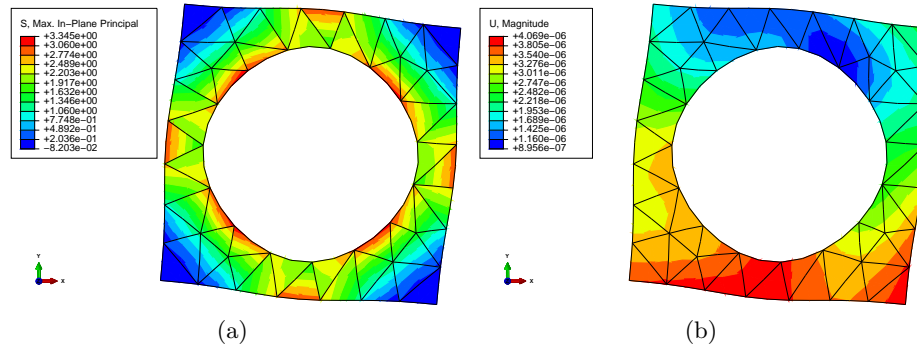 S, Max. In-Plane Principal
+3.345e+00
+3.060e+00
+2.774e+00
+2.489e+00
+2.203e+00
+1.917e+00
+1.632e+00
+1.346e+00
+1.060e+00
+7.748e-01
+4.892e-01
+2.036e-01
-8.203e-02
Y
X
(a)
U, Magnitude
+4.069e-06
+3.805e-06
+3.540e-06
+3.276e-06
+3.011e-06
+2.747e-06
+2.482e-06
+2.218e-06
+1.953e-06
+1.689e-06
+1.425e-06
+1.160e-06
+8.956e-07
Y
X
(b)